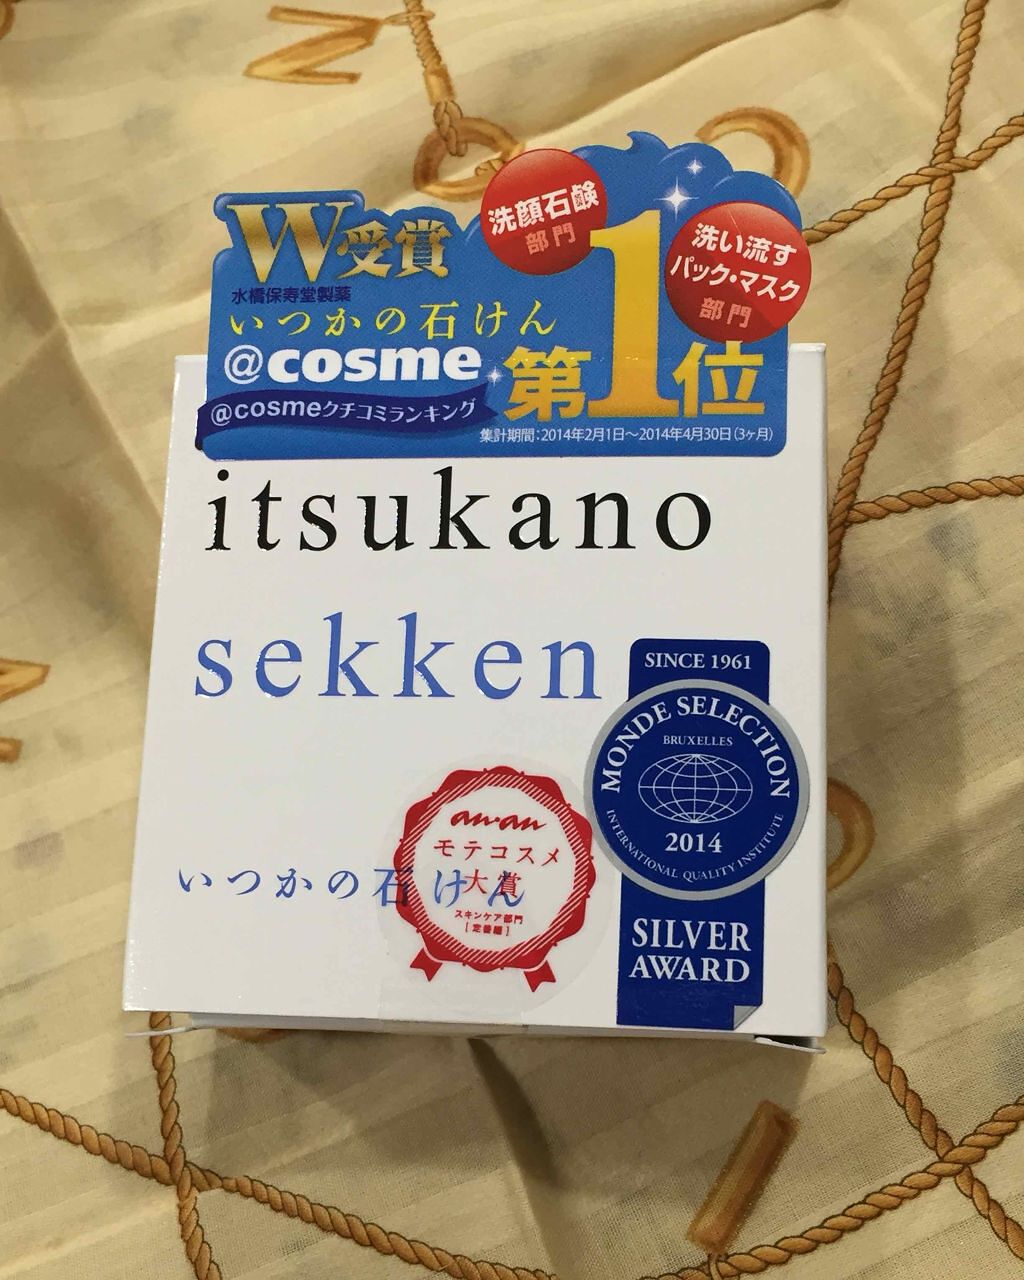 W受賞
洗顔石鹸
部門
洗い流す
パック・マスク
部門
水橋保寿堂製薬
いつかの石けん
@cosme
第1位
@cosmeクチコミランキング
集計期間:2014年2月1日〜2014年4月30日(3ヶ月)
itsukano
sekken
SINCE 1961
MONDE SELECTION
BRUXELLES
2014
INTERNATIONAL QUALITY INSTITUTE
SILVER
AWARD
an・an
モテコスメ
大賞
スキンケア部門
[定番編]
いつかの石けん
N